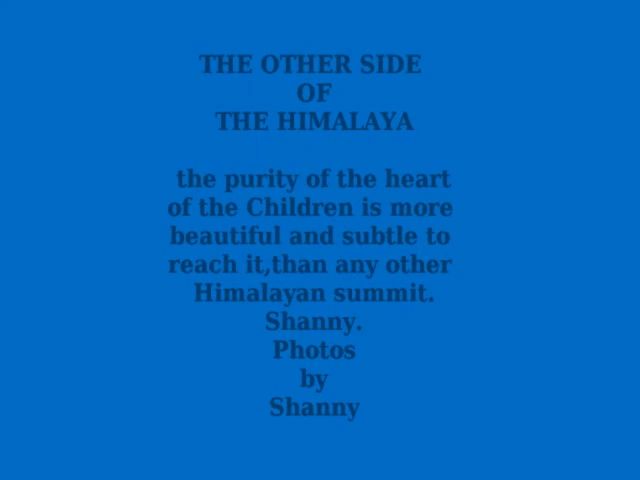 THE OTHER SIDE
OF
THE HIMALAYA
the purity of the heart
of the Children is more
beautiful and subtle to
reach it,than any other
Himalayan summit.
Shanny.
Photos
by
Shanny